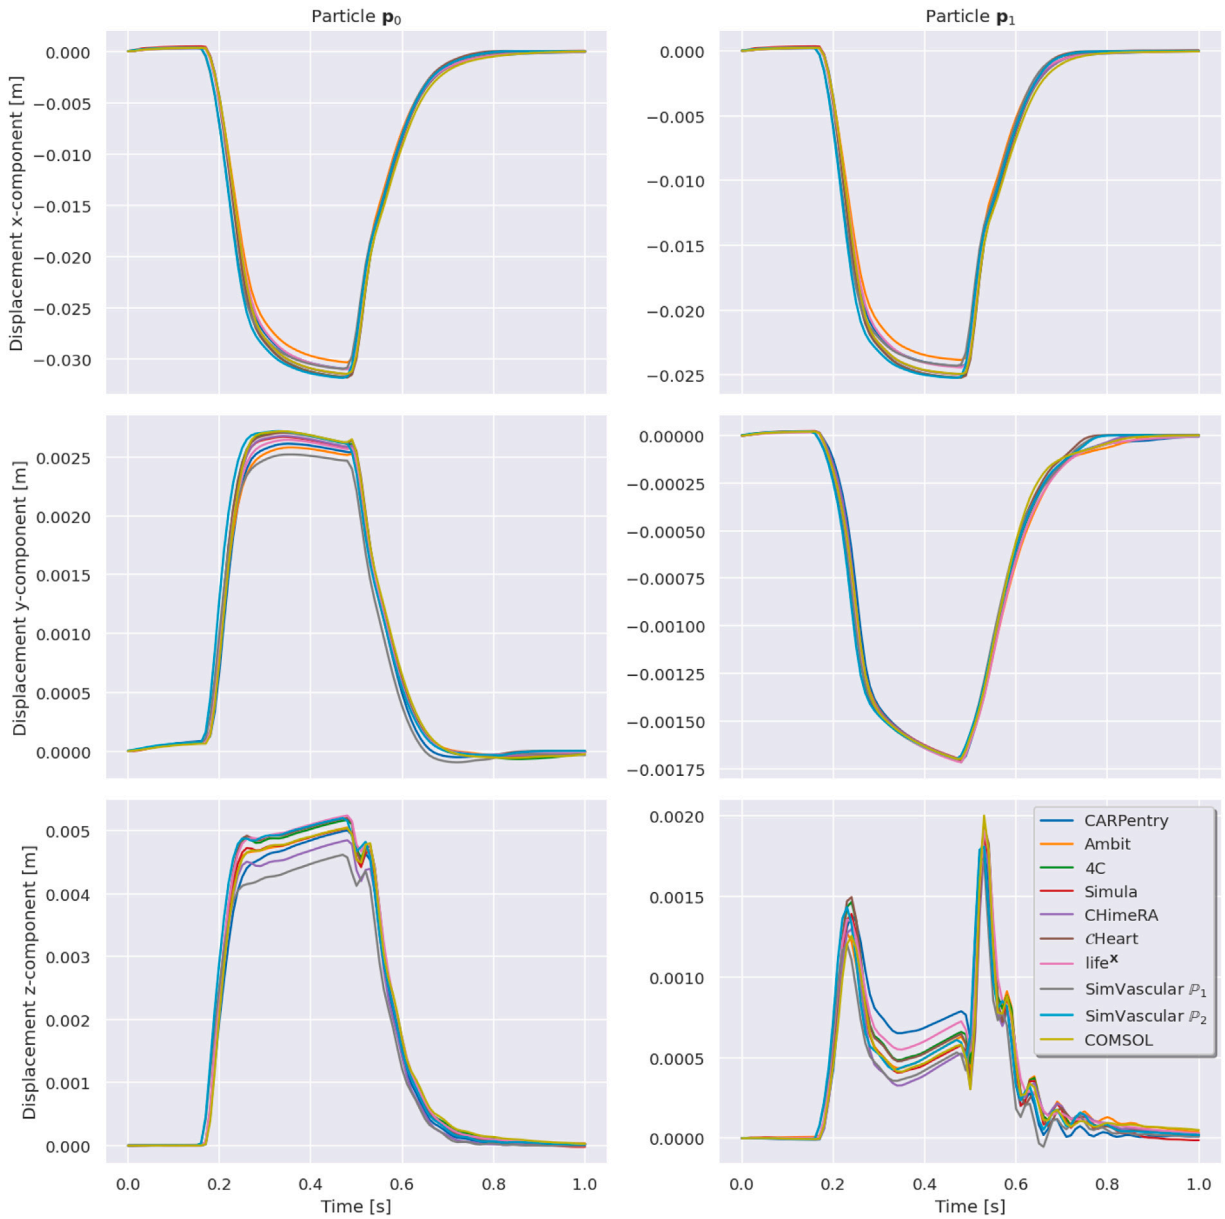 Particle p₀
Particle p₁
Displacement x-component [m]
0.000
−0.005
−0.010
−0.015
−0.020
−0.025
−0.030
0.000
−0.005
−0.010
−0.015
−0.020
−0.025
Displacement y-component [m]
0.0025
0.0020
0.0015
0.0010
0.0005
0.0000
0.00000
−0.00025
−0.00050
−0.00075
−0.00100
−0.00125
−0.00150
−0.00175
Displacement z-component [m]
0.005
0.004
0.003
0.002
0.001
0.000
0.0020
0.0015
0.0010
0.0005
0.0000
CARPentry
Ambit
4C
Simula
CHimeRA
𝒞Heart
lifeˣ
SimVascular ℙ₁
SimVascular ℙ₂
COMSOL
0.0 0.2 0.4 0.6 0.8 1.0
0.0 0.2 0.4 0.6 0.8 1.0
Time [s]
Time [s]